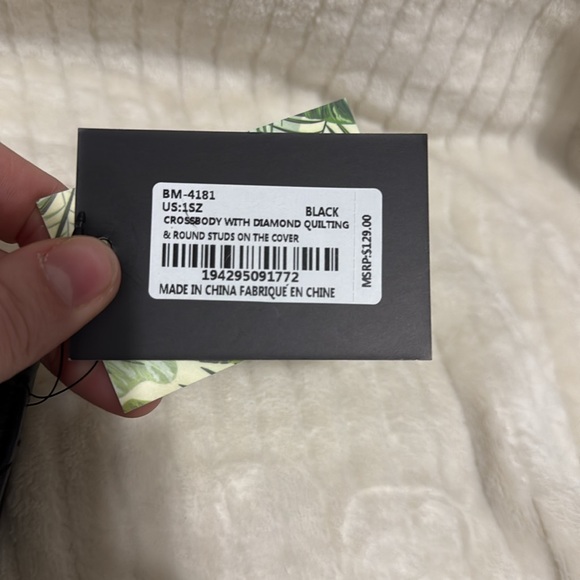 BM-4181
US:1SZ BLACK
CROSSBODY WITH DIAMOND QUILTING
& ROUND STUDS ON THE COVER
194295091772
MADE IN CHINA FABRIQUÉ EN CHINE
MSRP:$129.00